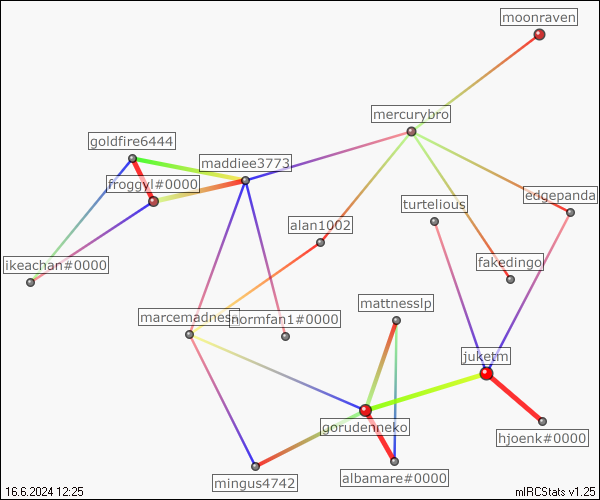 moonraven
mercurybro
goldfire6444
maddiee3773
froggyl#0000
edgepanda
turtelious
alan1002
ikeachan#0000
fakedingo
mattnesslp
marcemadness
normfan1#0000
juketm
gorudenneko
hjoenk#0000
albamare#0000
mingus4742
16.6.2024 12:25
mIRCStats v1.25